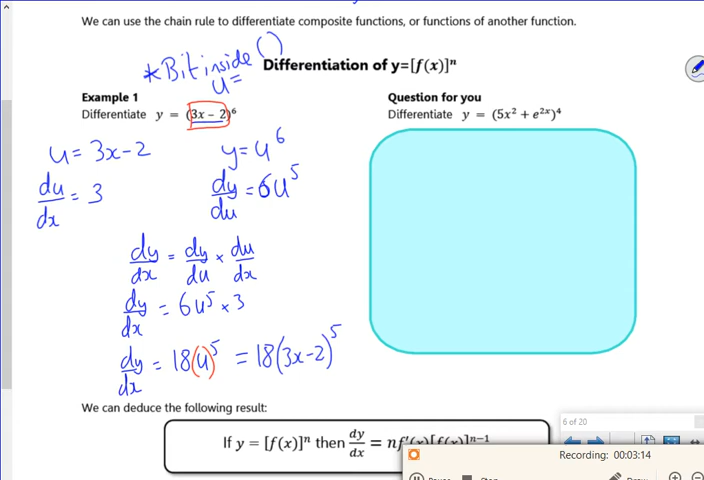 We can use the chain rule to differentiate composite functions, or functions of another function.
*Bit inside ()
u=
Differentiation of y=[f(x)]ⁿ
Example 1
Differentiate y = (3x − 2)⁶
u = 3x-2
y = u⁶
du/dx = 3
dy/du = 6u⁵
dy/dx = dy/du × du/dx
dy/dx = 6u⁵ × 3
dy/dx = 18(u)⁵ = 18(3x-2)⁵
Question for you
Differentiate y = (5x² + e²ˣ)⁴
We can deduce the following result:
If y = [f(x)]ⁿ then dy/dx = nf'(x)[f(x)]ⁿ⁻¹
6 of 20
Recording: 00:03:14